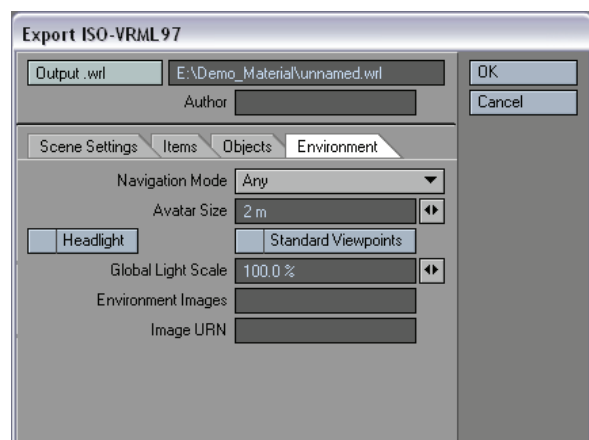 Export ISO-VRML97
Output .wrl E:\Demo_Material\unnamed.wrl OK
Author Cancel
Scene Settings Items Objects Environment
Navigation Mode Any
Avatar Size 2 m
Headlight Standard Viewpoints
Global Light Scale 100.0 %
Environment Images
Image URN